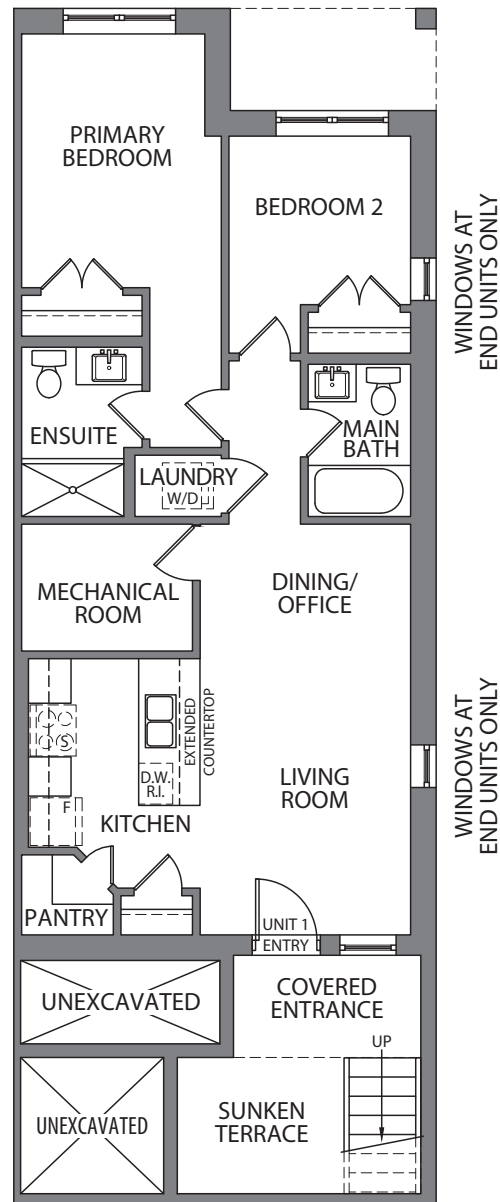 PRIMARY
BEDROOM
BEDROOM 2
WINDOWS AT
END UNITS ONLY
ENSUITE
MAIN
BATH
LAUNDRY
W/D
MECHANICAL
ROOM
DINING/
OFFICE
EXTENDED
COUNTERTOP
S
D.W.
R.I.
F
KITCHEN
LIVING
ROOM
WINDOWS AT
END UNITS ONLY
PANTRY
UNIT 1
ENTRY
UNEXCAVATED
COVERED
ENTRANCE
UP
UNEXCAVATED
SUNKEN
TERRACE